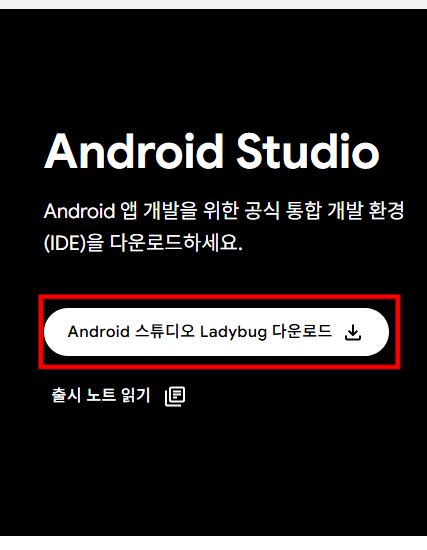 Android Studio
Android 앱 개발을 위한 공식 통합 개발 환경
(IDE)을 다운로드하세요.
Android 스튜디오 Ladybug 다운로드
출시 노트 읽기